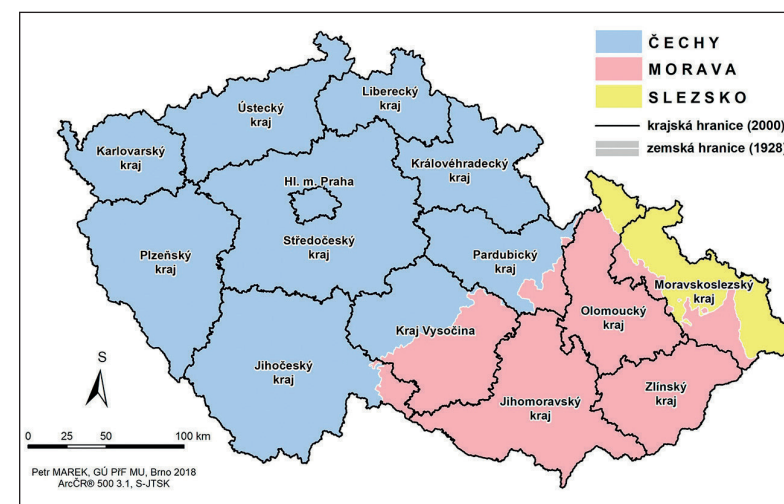 ČECHY
MORAVA
SLEZSKO
krajská hranice (2000)
zemská hranice (1928)
Liberecký
kraj
Ústecký
kraj
Karlovarský
kraj
Královéhradecký
kraj
Hl. m. Praha
Středočeský
kraj
Plzeňský
kraj
Pardubický
kraj
Moravskoslezský
kraj
Olomoucký
kraj
Kraj Vysočina
Jihočeský
kraj
Zlínský
kraj
Jihomoravský
kraj
S
0 25 50 100 km
Petr MAREK, GÚ PřF MU, Brno 2018
ArcČR® 500 3.1, S-JTSK